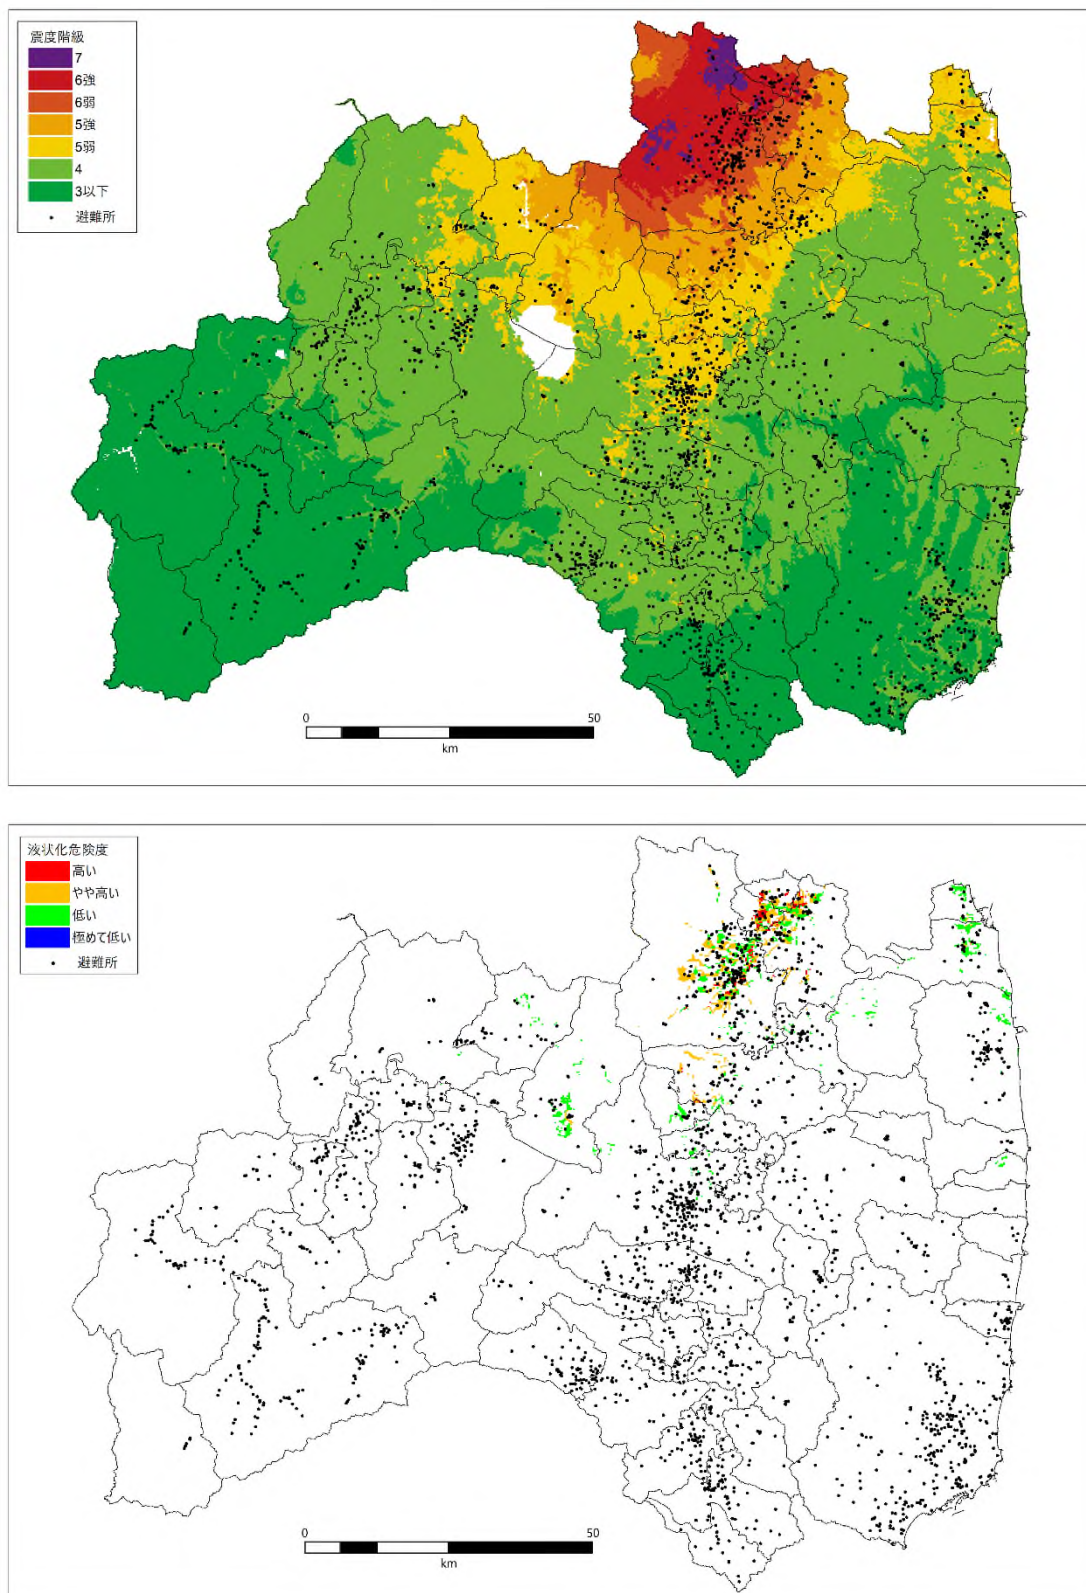 震度階級
7
6強
6弱
5強
5弱
4
3以下
避難所
0 50
km
液状化危険度
高い
やや高い
低い
極めて低い
避難所
0 50
km